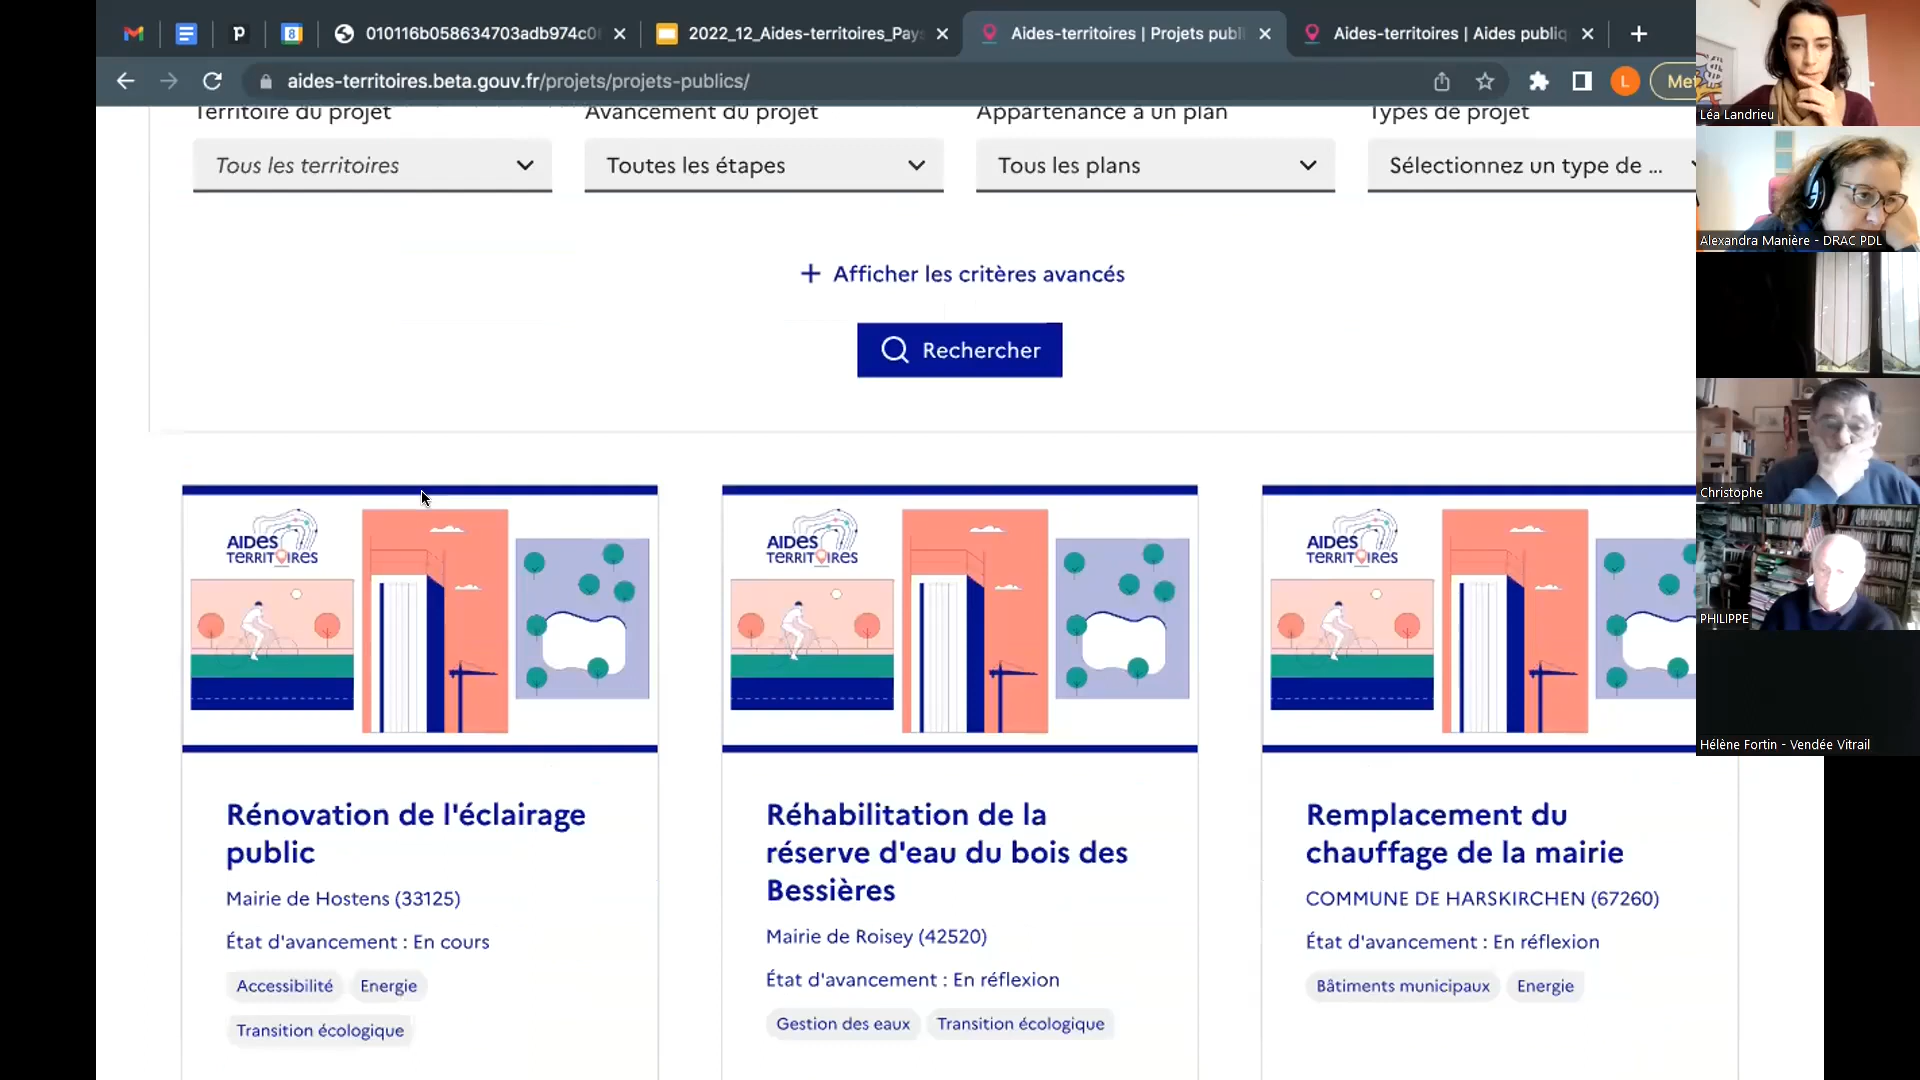 010116b058634703adb974c0
2022_12_Aides-territoires_Pay
Aides-territoires | Projets publ
Aides-territoires | Aides publiq
aides-territoires.beta.gouv.fr/projets/projets-publics/
L
Met
Territoire du projet
Avancement du projet
Appartenance à un plan
Types de projet
Tous les territoires
Toutes les étapes
Tous les plans
Sélectionnez un type de ...
+ Afficher les critères avancés
Rechercher
AIDES
TERRITOIRES
AIDES
TERRITOIRES
AIDES
TERRITOIRES
Rénovation de l'éclairage
public
Mairie de Hostens (33125)
État d'avancement : En cours
Accessibilité
Energie
Transition écologique
Réhabilitation de la
réserve d'eau du bois des
Bessières
Mairie de Roisey (42520)
État d'avancement : En réflexion
Gestion des eaux
Transition écologique
Remplacement du
chauffage de la mairie
COMMUNE DE HARSKIRCHEN (67260)
État d'avancement : En réflexion
Bâtiments municipaux
Energie
Léa Landrieu
Alexandra Manière - DRAC PDL
Christophe
PHILIPPE
Hélène Fortin - Vendée Vitrail